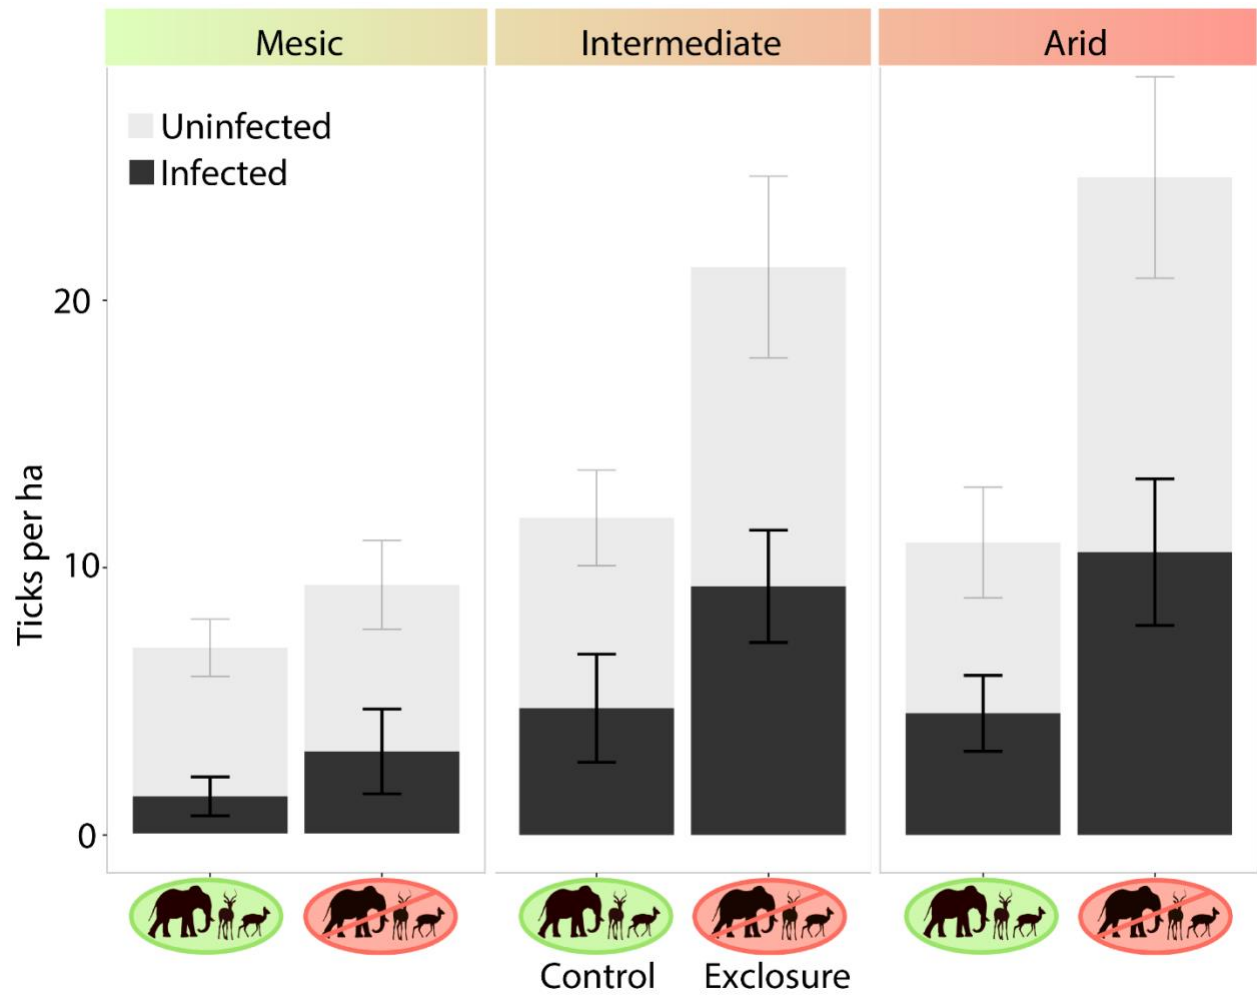 Mesic
Intermediate
Arid
Uninfected
Infected
Ticks per ha
20
10
0
Control
Exclosure